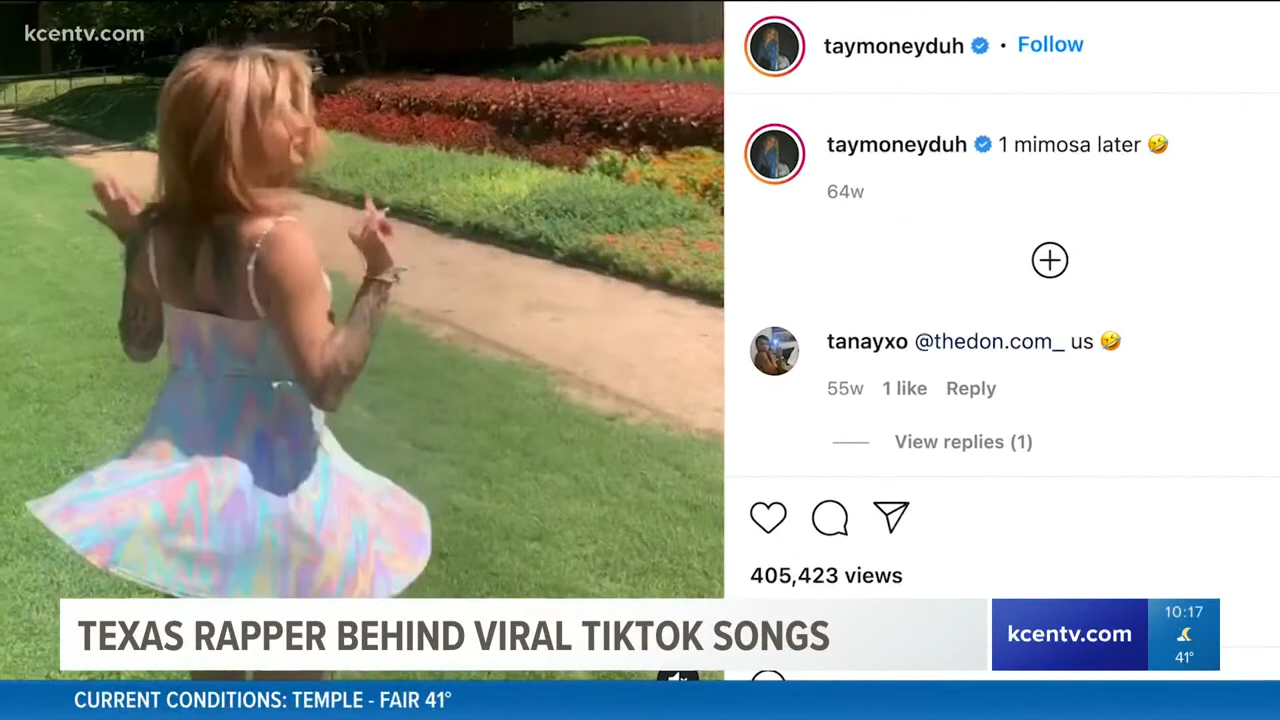 kcentv.com
taymoneyduh • Follow
taymoneyduh 1 mimosa later 🤣
64w
tanayxo @thedon.com_ us 🤣
55w 1 like Reply
View replies (1)
405,423 views
TEXAS RAPPER BEHIND VIRAL TIKTOK SONGS
kcentv.com
10:17
41°
CURRENT CONDITIONS: TEMPLE - FAIR 41°